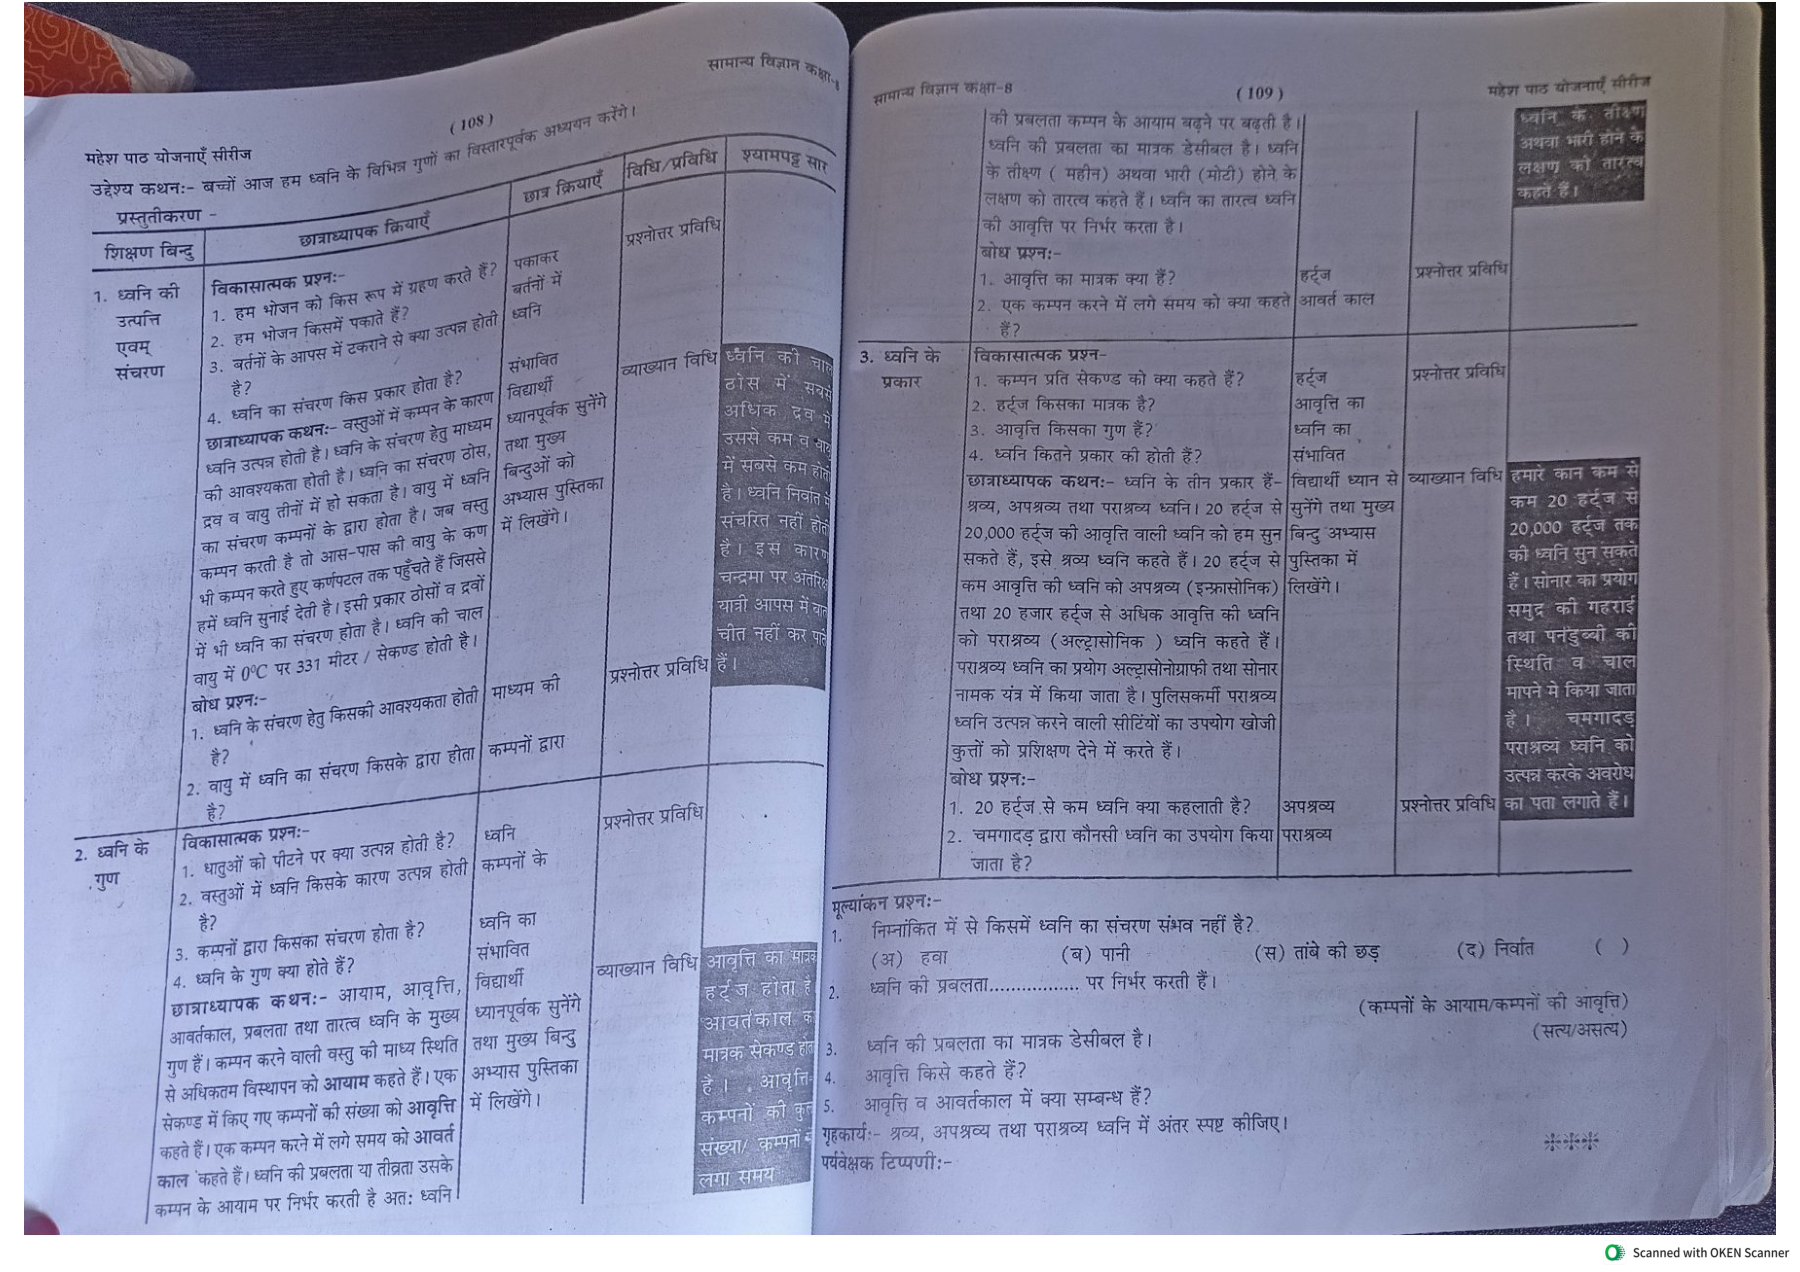 सामान्य विज्ञान कक्षा-8
(108)
महेश पाठ योजनाएँ सीरीज
उद्देश्य कथन:- बच्चों आज हम ध्वनि के विभिन्न गुणों का विस्तारपूर्वक अध्ययन करेंगे।
प्रस्तुतीकरण -
शिक्षण बिन्दु
छात्राध्यापक क्रियाएँ
छात्र क्रियाएँ
विधि/प्रविधि
श्यामपट्ट सार
1. ध्वनि की
उत्पत्ति
एवम्
संचरण
विकासात्मक प्रश्न:-
1. हम भोजन को किस रूप में ग्रहण करते हैं?
2. हम भोजन किसमें पकाते हैं?
3. बर्तनों के आपस में टकराने से क्या उत्पन्न होती
है?
4. ध्वनि का संचरण किस प्रकार होता है?
छात्राध्यापक कथन:- वस्तुओं में कम्पन के कारण
ध्वनि उत्पन्न होती है। ध्वनि के संचरण हेतु माध्यम
की आवश्यकता होती है। ध्वनि का संचरण ठोस,
द्रव व वायु तीनों में हो सकता है। वायु में ध्वनि
का संचरण कम्पनों के द्वारा होता है। जब वस्तु
कम्पन करती है तो आस-पास की वायु के कण
भी कम्पन करते हुए कर्णपटल तक पहुँचते हैं जिससे
हमें ध्वनि सुनाई देती है। इसी प्रकार ठोसों व द्रवों
में भी ध्वनि का संचरण होता है। ध्वनि की चाल
वायु में 0°C पर 331 मीटर / सेकण्ड होती है।
बोध प्रश्न:-
1. ध्वनि के संचरण हेतु किसकी आवश्यकता होती
है?
2. वायु में ध्वनि का संचरण किसके द्वारा होता
है?
पकाकर
बर्तनों में
ध्वनि
संभावित
विद्यार्थी
ध्यानपूर्वक सुनेंगे
तथा मुख्य
बिन्दुओं को
अभ्यास पुस्तिका
में लिखेंगे।
माध्यम की
कम्पनों द्वारा
प्रश्नोत्तर प्रविधि
व्याख्यान विधि
प्रश्नोत्तर प्रविधि
ध्वनि की चाल
ठोस में सबसे
अधिक द्रव में
उससे कम व वायु
में सबसे कम होती
है। ध्वनि निर्वात में
संचरित नहीं होती
है। इस कारण
चन्द्रमा पर अंतरिक्ष
यात्री आपस में बात
चीत नहीं कर पाते
हैं।
2. ध्वनि के
गुण
विकासात्मक प्रश्न:-
1. धातुओं को पीटने पर क्या उत्पन्न होती है?
2. वस्तुओं में ध्वनि किसके कारण उत्पन्न होती
है?
3. कम्पनों द्वारा किसका संचरण होता है?
4. ध्वनि के गुण क्या होते हैं?
छात्राध्यापक कथन:- आयाम, आवृत्ति,
आवर्तकाल, प्रबलता तथा तारत्व ध्वनि के मुख्य
गुण हैं। कम्पन करने वाली वस्तु की माध्य स्थिति
से अधिकतम विस्थापन को आयाम कहते हैं। एक
सेकण्ड में किए गए कम्पनों की संख्या को आवृत्ति
कहते हैं। एक कम्पन करने में लगे समय को आवर्त
काल कहते हैं। ध्वनि की प्रबलता या तीव्रता उसके
कम्पन के आयाम पर निर्भर करती है अत: ध्वनि
ध्वनि
कम्पनों के
ध्वनि का
संभावित
विद्यार्थी
ध्यानपूर्वक सुनेंगे
तथा मुख्य बिन्दु
अभ्यास पुस्तिका
में लिखेंगे।
प्रश्नोत्तर प्रविधि
व्याख्यान विधि
आवृत्ति का मात्रक
हर्ट्ज होता है
आवर्तकाल का
मात्रक सेकण्ड होता
है। आवृत्ति-
कम्पनों की कुल
संख्या/ कम्पनों में
लगा समय
सामान्य विज्ञान कक्षा-8
(109)
महेश पाठ योजनाएँ सीरीज
की प्रबलता कम्पन के आयाम बढ़ने पर बढ़ती है।
ध्वनि की प्रबलता का मात्रक डेसीबल है। ध्वनि
के तीक्ष्ण ( महीन) अथवा भारी (मोटी) होने के
लक्षण को तारत्व कहते हैं। ध्वनि का तारत्व ध्वनि
की आवृत्ति पर निर्भर करता है।
बोध प्रश्न:-
1. आवृत्ति का मात्रक क्या हैं?
2. एक कम्पन करने में लगे समय को क्या कहते
हैं?
हर्ट्ज
आवर्त काल
प्रश्नोत्तर प्रविधि
ध्वनि के तीक्ष्ण
अथवा भारी होने के
लक्षण को तारत्व
कहते हैं।
3. ध्वनि के
प्रकार
विकासात्मक प्रश्न-
1. कम्पन प्रति सेकण्ड को क्या कहते हैं?
2. हर्ट्ज किसका मात्रक है?
3. आवृत्ति किसका गुण हैं?
4. ध्वनि कितने प्रकार की होती हैं?
छात्राध्यापक कथन:- ध्वनि के तीन प्रकार हैं-
श्रव्य, अपश्रव्य तथा पराश्रव्य ध्वनि। 20 हर्ट्ज से
20,000 हर्ट्ज की आवृत्ति वाली ध्वनि को हम सुन
सकते हैं, इसे श्रव्य ध्वनि कहते हैं। 20 हर्ट्ज से
कम आवृत्ति की ध्वनि को अपश्रव्य (इन्फ्रासोनिक)
तथा 20 हजार हर्ट्ज से अधिक आवृत्ति की ध्वनि
को पराश्रव्य (अल्ट्रासोनिक ) ध्वनि कहते हैं।
पराश्रव्य ध्वनि का प्रयोग अल्ट्रासोनोग्राफी तथा सोनार
नामक यंत्र में किया जाता है। पुलिसकर्मी पराश्रव्य
ध्वनि उत्पन्न करने वाली सीटियों का उपयोग खोजी
कुत्तों को प्रशिक्षण देने में करते हैं।
बोध प्रश्न:-
1. 20 हर्ट्ज से कम ध्वनि क्या कहलाती है?
2. चमगादड़ द्वारा कौनसी ध्वनि का उपयोग किया
जाता है?
हर्ट्ज
आवृत्ति का
ध्वनि का
संभावित
विद्यार्थी ध्यान से
सुनेंगे तथा मुख्य
बिन्दु अभ्यास
पुस्तिका में
लिखेंगे।
अपश्रव्य
पराश्रव्य
प्रश्नोत्तर प्रविधि
व्याख्यान विधि
प्रश्नोत्तर प्रविधि
हमारे कान कम से
कम 20 हर्ट्ज से
20,000 हर्ट्ज तक
की ध्वनि सुन सकते
हैं। सोनार का प्रयोग
समुद्र की गहराई
तथा पनडुब्बी की
स्थिति व चाल
मापने मे किया जाता
है। चमगादड़
पराश्रव्य ध्वनि को
उत्पन्न करके अवरोध
का पता लगाते हैं।
मूल्यांकन प्रश्न:-
1. निम्नांकित में से किसमें ध्वनि का संचरण संभव नहीं है?
(अ) हवा (ब) पानी (स) तांबे की छड़ (द) निर्वात ( )
2. ध्वनि की प्रबलता................. पर निर्भर करती हैं।
(कम्पनों के आयाम/कम्पनों की आवृत्ति)
3. ध्वनि की प्रबलता का मात्रक डेसीबल है। (सत्य/असत्य)
4. आवृत्ति किसे कहते हैं?
5. आवृत्ति व आवर्तकाल में क्या सम्बन्ध हैं?
गृहकार्य:- श्रव्य, अपश्रव्य तथा पराश्रव्य ध्वनि में अंतर स्पष्ट कीजिए।
पर्यवेक्षक टिप्पणी:-
Scanned with OKEN Scanner